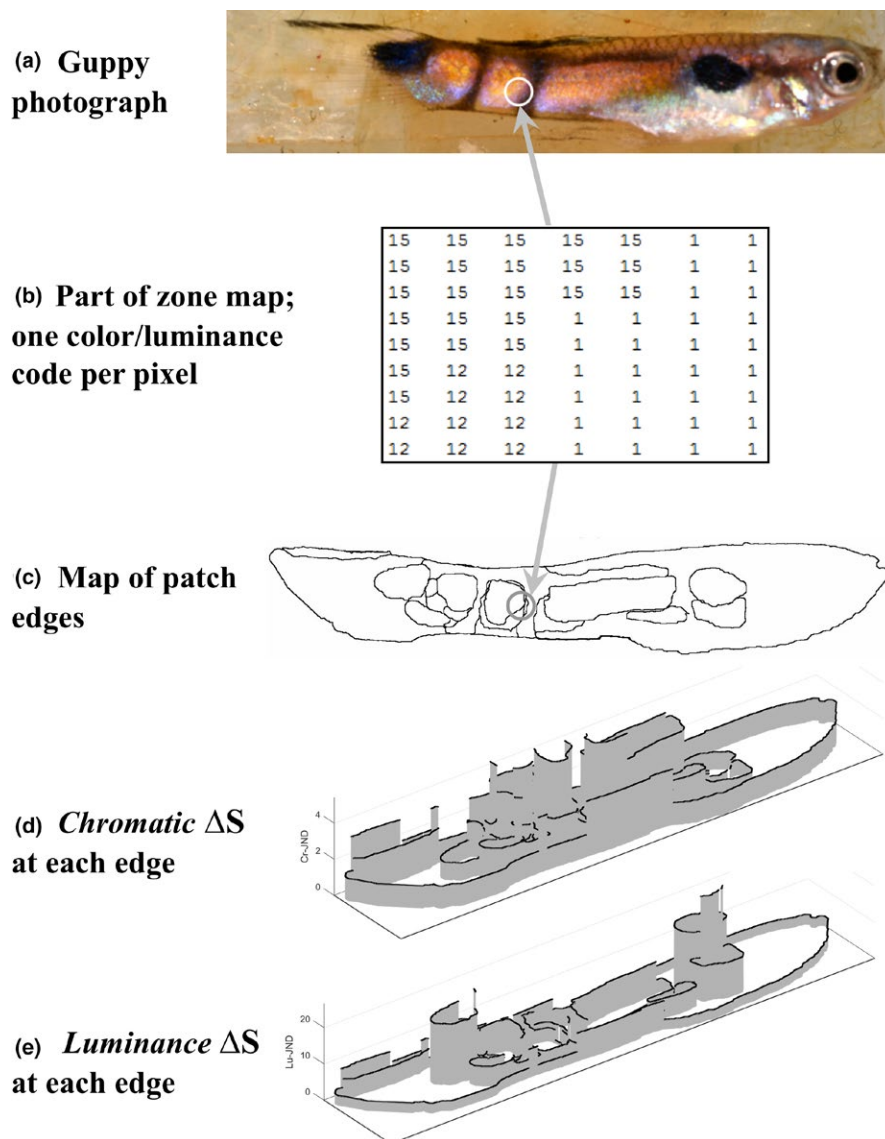 (a) Guppy
photograph
15 15 15 15 15 1 1
15 15 15 15 15 1 1
15 15 15 15 15 1 1
15 15 15 1 1 1 1
15 15 15 1 1 1 1
15 12 12 1 1 1 1
15 12 12 1 1 1 1
12 12 12 1 1 1 1
12 12 12 1 1 1 1
(b) Part of zone map;
one color/luminance
code per pixel
(c) Map of patch
edges
(d) Chromatic ΔS
at each edge
Cr-JND
4
2
0
(e) Luminance ΔS
at each edge
Lu-JND
20
10
0